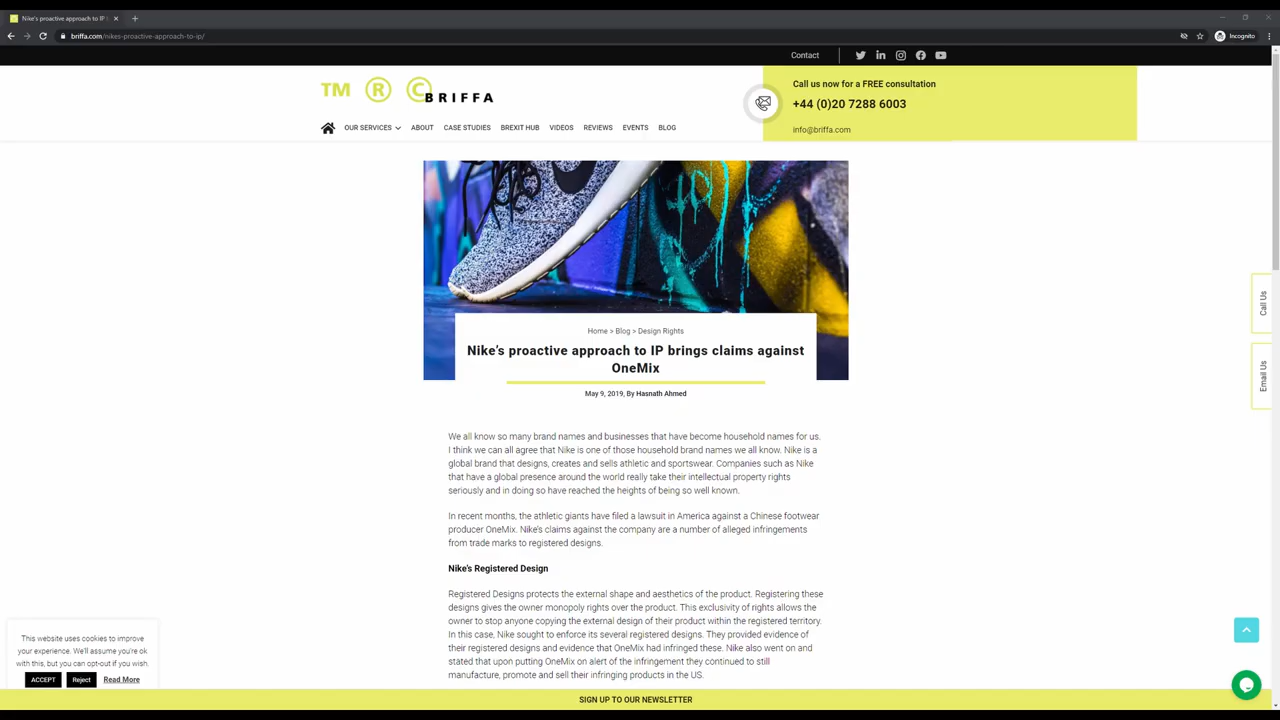 Nike's proactive approach to IP
briffa.com/nikes-proactive-approach-to-ip/
Incognito
Contact
TM R C BRIFFA
Call us now for a FREE consultation
+44 (0)20 7288 6003
info@briffa.com
OUR SERVICES ABOUT CASE STUDIES BREXIT HUB VIDEOS REVIEWS EVENTS BLOG
Home > Blog > Design Rights
Nike's proactive approach to IP brings claims against
OneMix
May 9, 2019, By Hasnath Ahmed
We all know so many brand names and businesses that have become household names for us.
I think we can all agree that Nike is one of those household brand names we all know. Nike is a
global brand that designs, creates and sells athletic and sportswear. Companies such as Nike
that have a global presence around the world really take their intellectual property rights
seriously and in doing so have reached the heights of being so well known.
In recent months, the athletic giants have filed a lawsuit in America against a Chinese footwear
producer OneMix. Nike's claims against the company are a number of alleged infringements
from trade marks to registered designs.
Nike's Registered Design
Registered Designs protects the external shape and aesthetics of the product. Registering these
designs gives the owner monopoly rights over the product. This exclusivity of rights allows the
owner to stop anyone copying the external design of their product within the registered territory.
In this case, Nike sought to enforce its several registered designs. They provided evidence of
their registered designs and evidence that OneMix had infringed these. Nike also went on and
stated that upon putting OneMix on alert of the infringement they continued to still
manufacture, promote and sell their infringing products in the US.
Call Us
Email Us
This website uses cookies to improve
your experience. We'll assume you're ok
with this, but you can opt-out if you wish.
ACCEPT Reject Read More
SIGN UP TO OUR NEWSLETTER